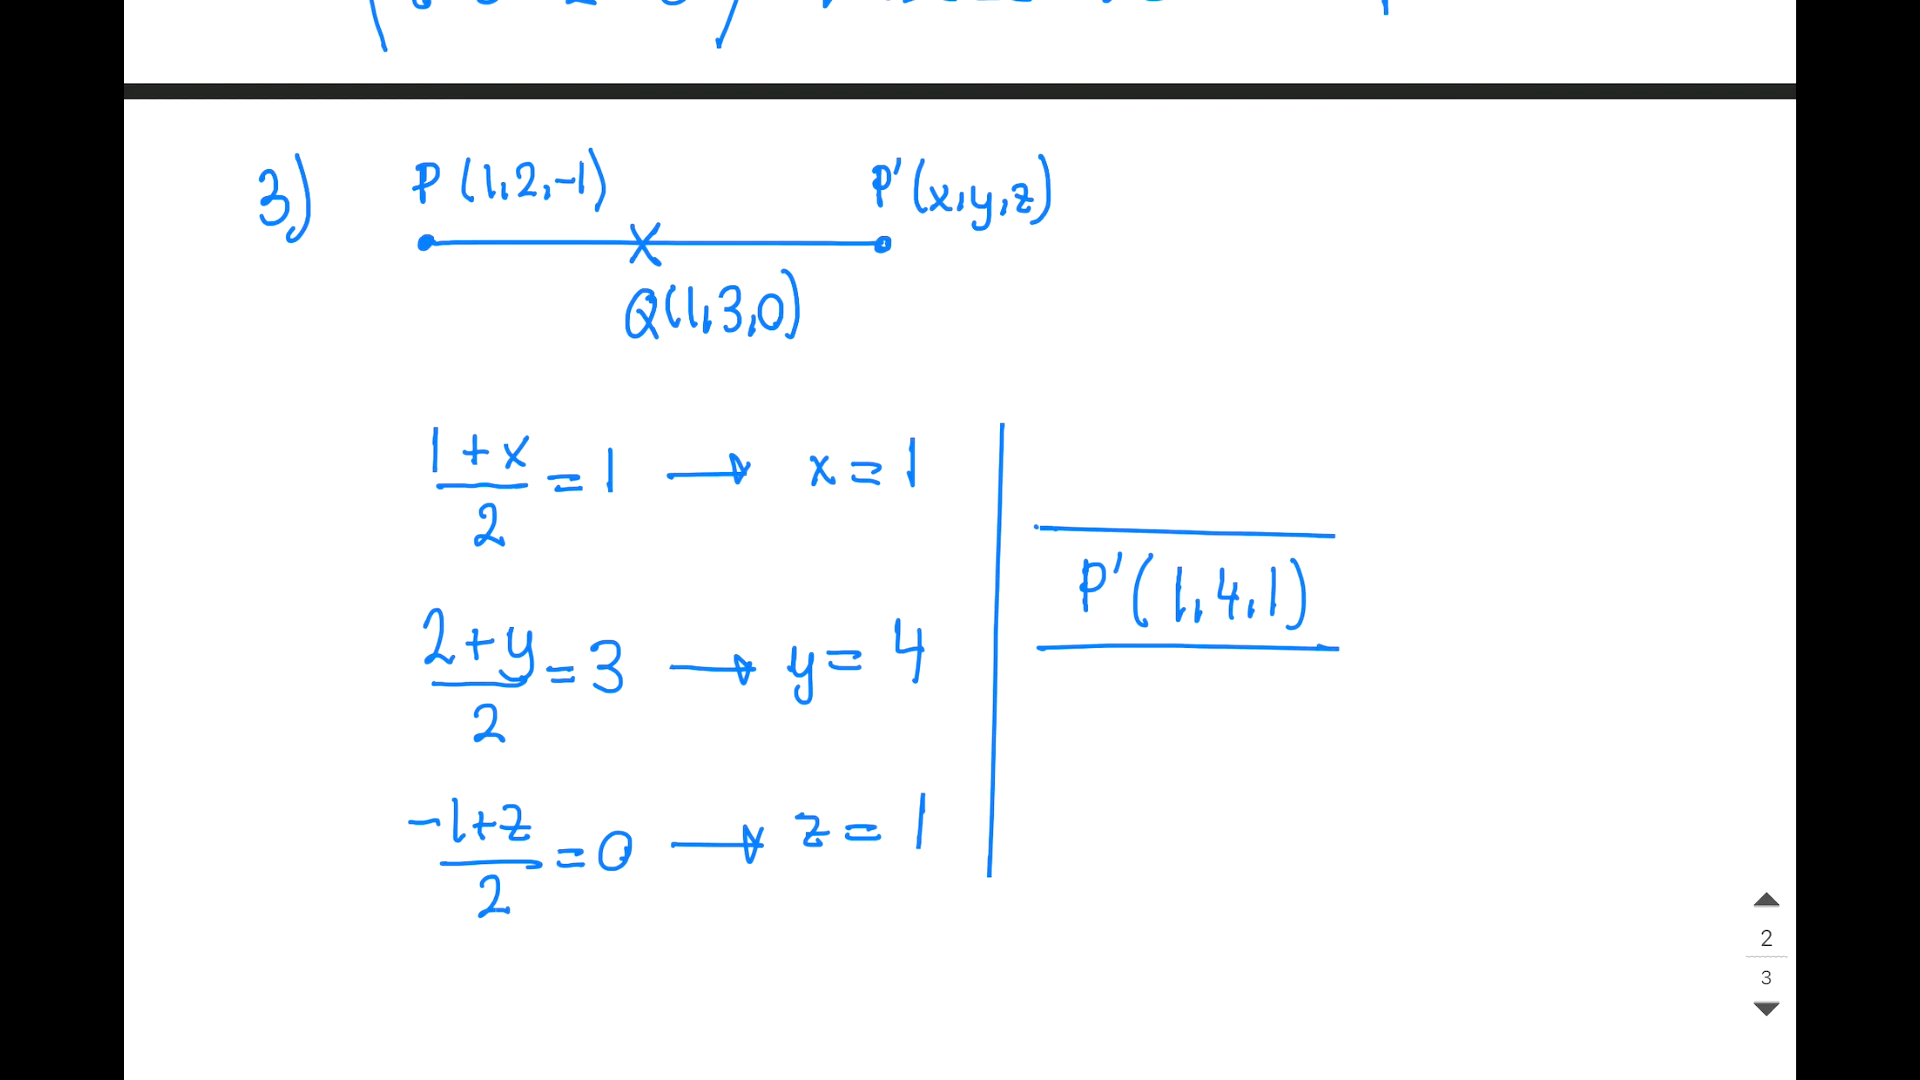 3)
P (1,2,-1)
P'(x,y,z)
Q(1,3,0)
1+x/2 = 1 → x = 1
2+y/2 = 3 → y = 4
-1+z/2 = 0 → z = 1
P'(1,4,1)
2
3